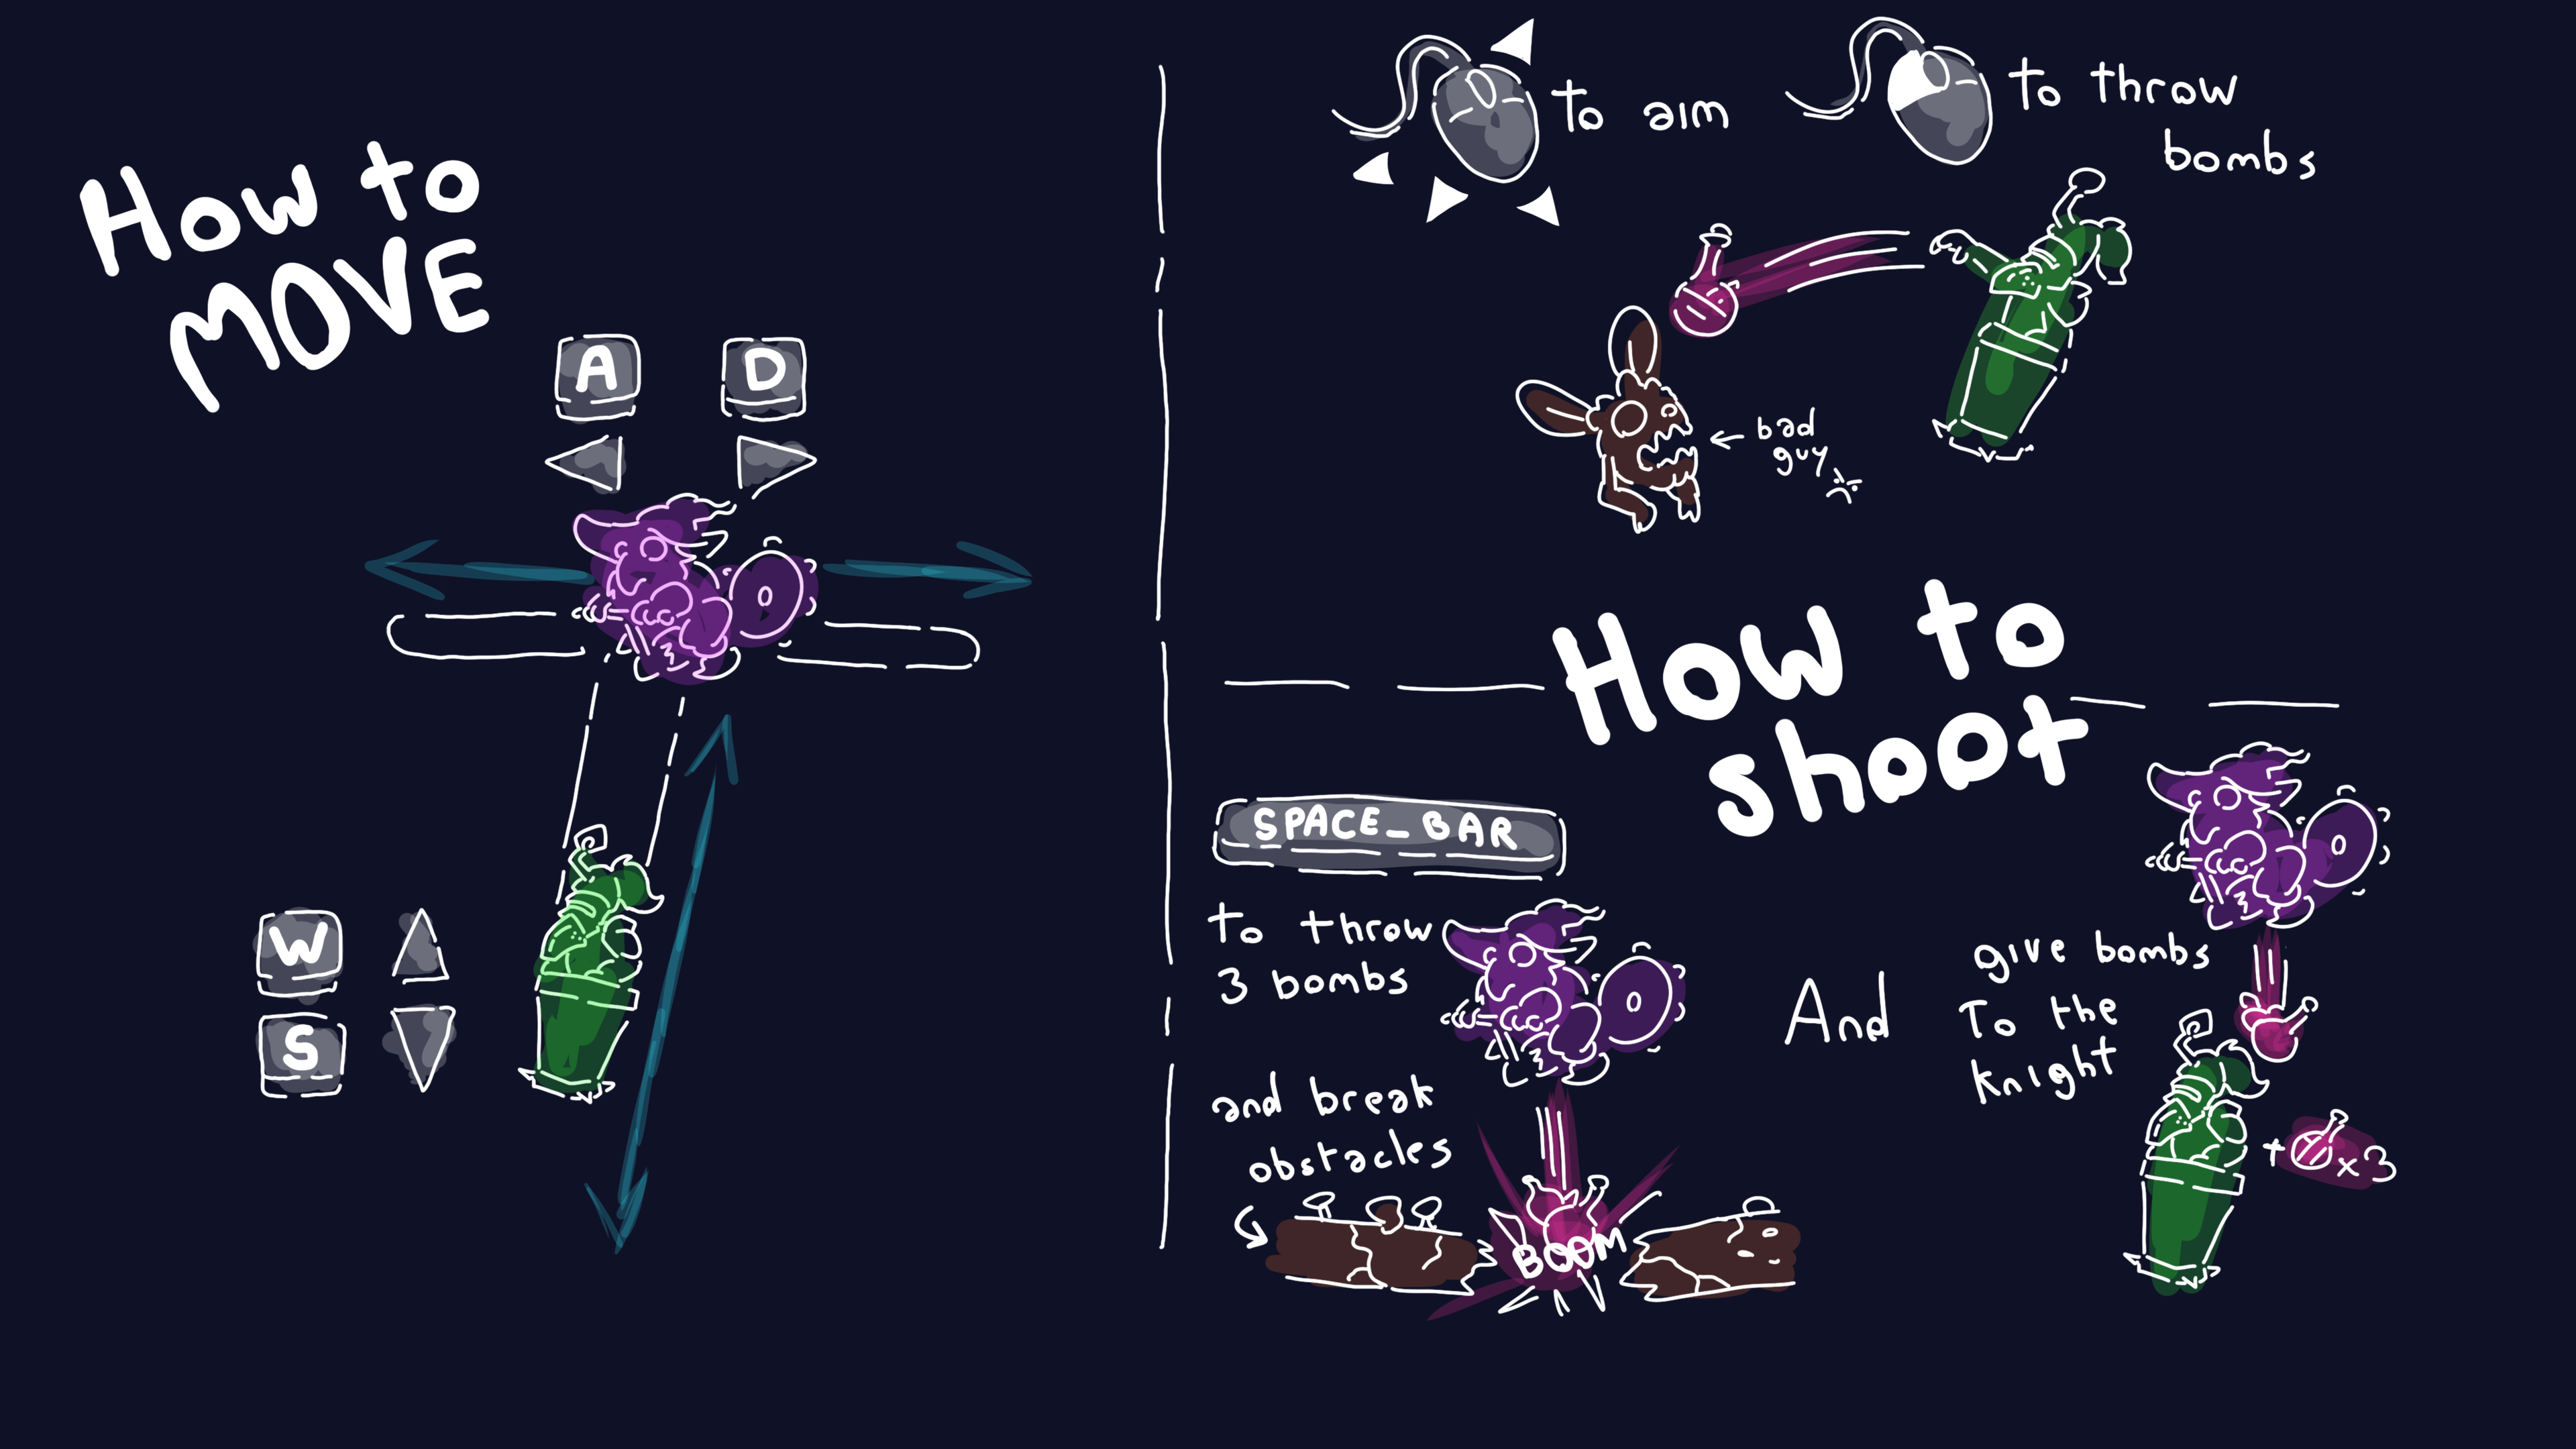 How to
MOVE
A D
W
S
to aim
to throw
bombs
bad
guy
How to
shoot
SPACE_BAR
to throw
3 bombs
and break
obstacles
BOOM
And
give bombs
To the
knight
+ x3